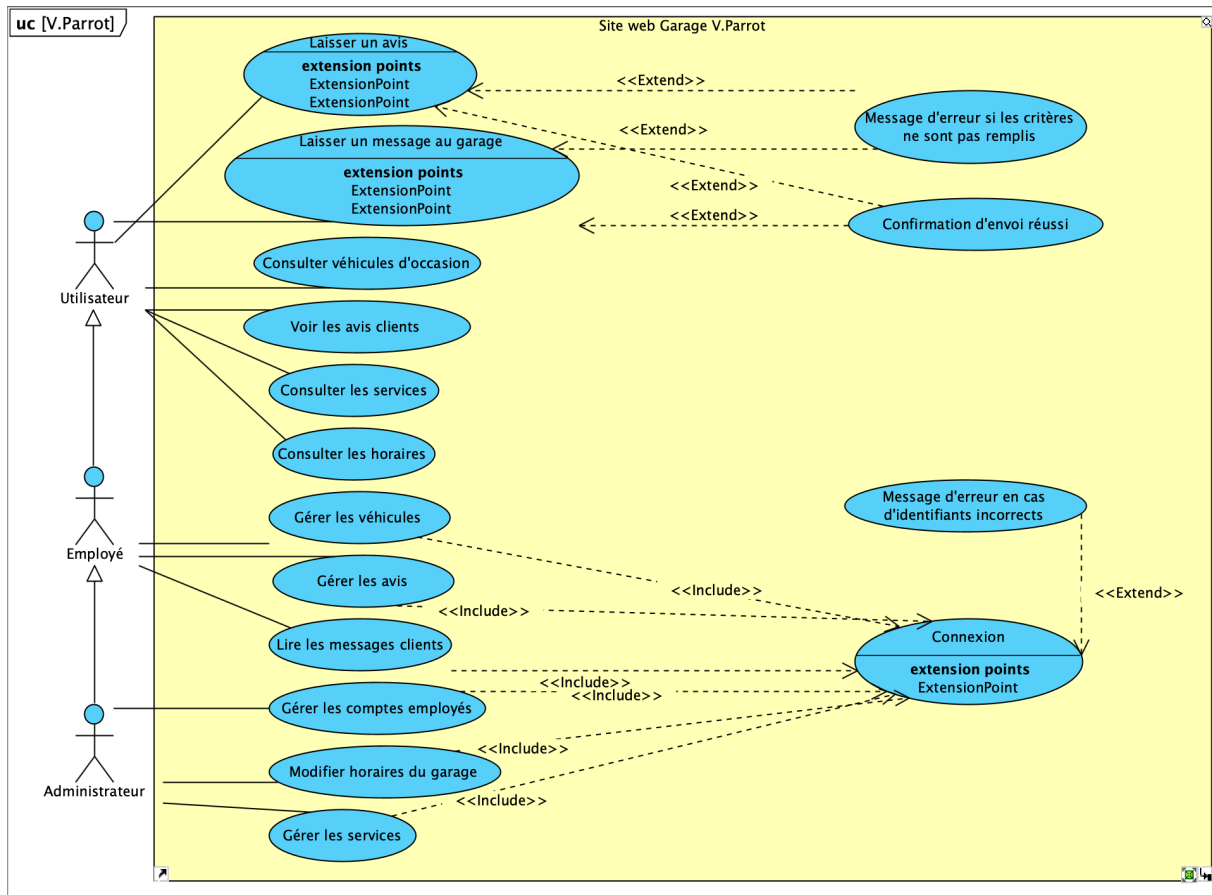 uc [V.Parrot]
Site web Garage V.Parrot
Laisser un avis
extension points
ExtensionPoint
ExtensionPoint
<<Extend>>
Message d'erreur si les critères
ne sont pas remplis
<<Extend>>
Laisser un message au garage
extension points
ExtensionPoint
ExtensionPoint
<<Extend>>
<<Extend>>
Confirmation d'envoi réussi
Utilisateur
Consulter véhicules d'occasion
Voir les avis clients
Consulter les services
Consulter les horaires
Employé
Gérer les véhicules
Message d'erreur en cas
d'identifiants incorrects
Gérer les avis
<<Include>>
<<Include>>
<<Extend>>
Lire les messages clients
Connexion
extension points
ExtensionPoint
<<Include>>
<<Include>>
Gérer les comptes employés
Administrateur
<<Include>>
Modifier horaires du garage
<<Include>>
Gérer les services